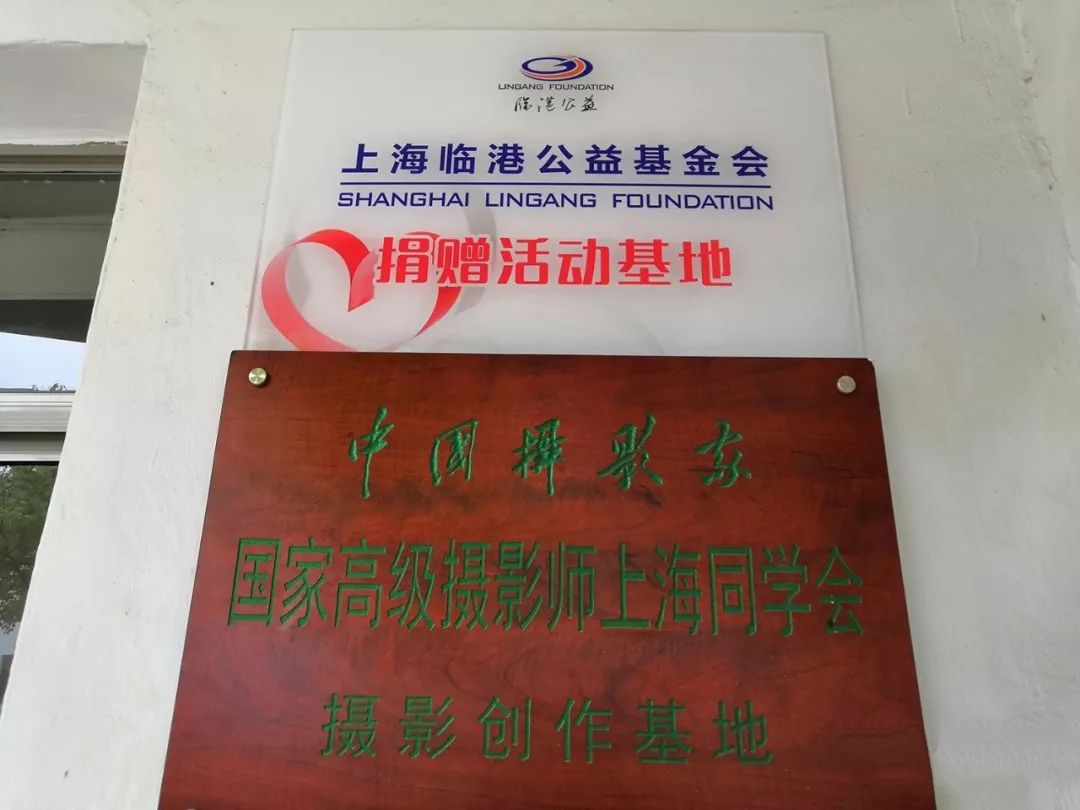 LINGANG FOUNDATION
临港公益
上海临港公益基金会
SHANGHAI LINGANG FOUNDATION
捐赠活动基地
中国摄影家
国家高级摄影师上海同学会
摄影创作基地